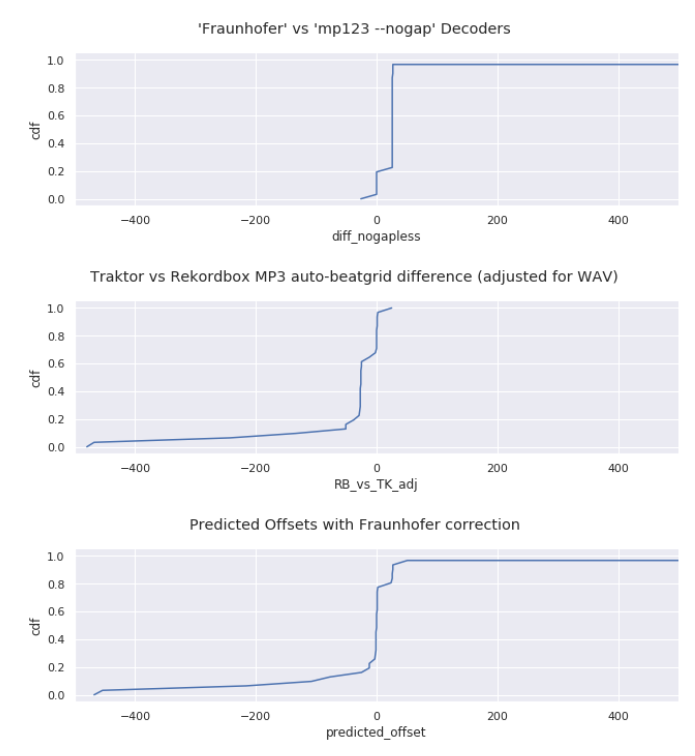 'Fraunhofer' vs 'mp123 --nogap' Decoders
1.0
0.8
0.6
0.4
0.2
0.0
cdf
−400 −200 0 200 400
diff_nogapless
Traktor vs Rekordbox MP3 auto-beatgrid difference (adjusted for WAV)
1.0
0.8
0.6
0.4
0.2
0.0
cdf
−400 −200 0 200 400
RB_vs_TK_adj
Predicted Offsets with Fraunhofer correction
1.0
0.8
0.6
0.4
0.2
0.0
cdf
−400 −200 0 200 400
predicted_offset